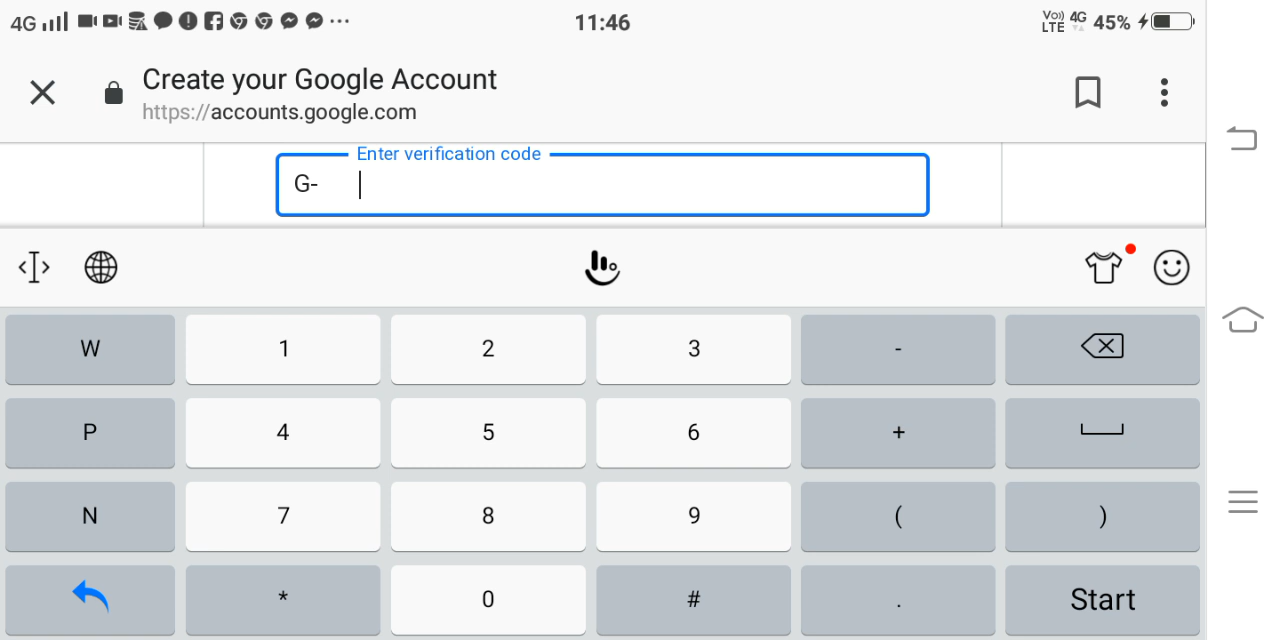 4G 11:46 Vo)) LTE 4G 45%
Create your Google Account
https://accounts.google.com
Enter verification code
G-
W 1 2 3 -
P 4 5 6 +
N 7 8 9 ( )
* 0 # . Start